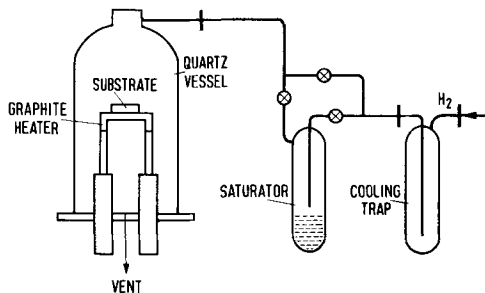 QUARTZ
VESSEL
SUBSTRATE
GRAPHITE
HEATER
H2
SATURATOR
COOLING
TRAP
VENT